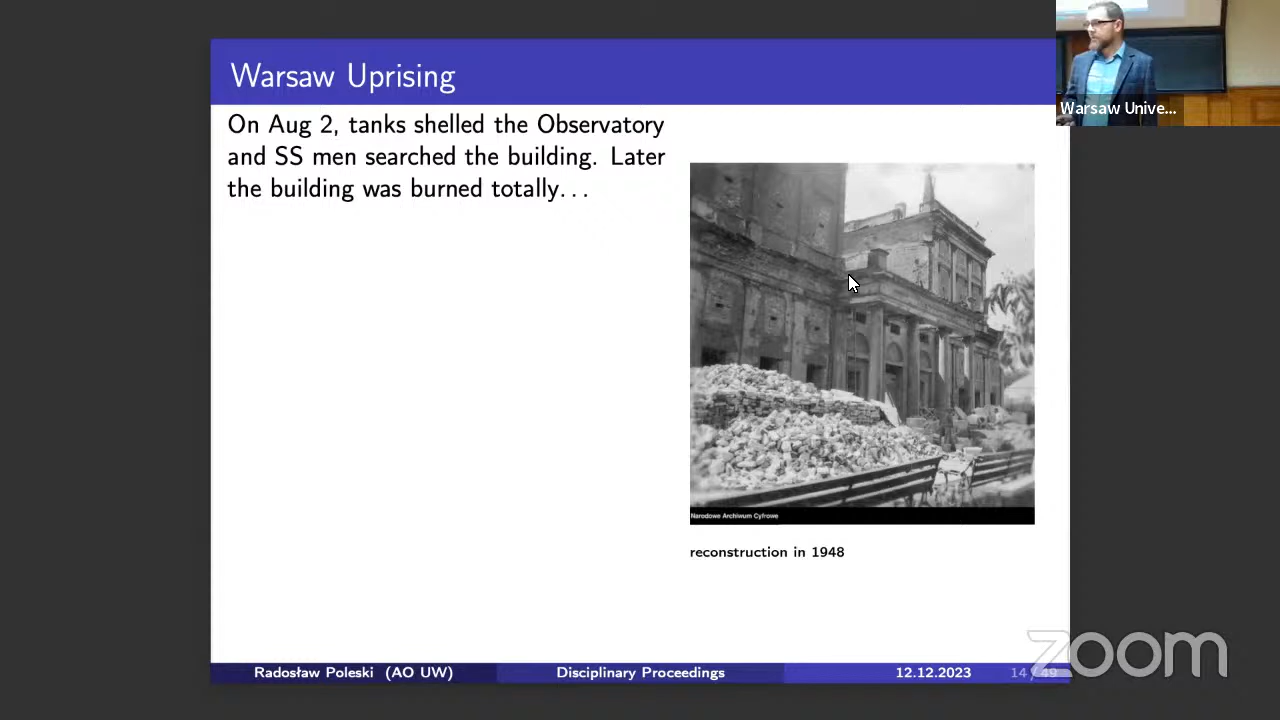 Warsaw Uprising
On Aug 2, tanks shelled the Observatory
and SS men searched the building. Later
the building was burned totally...
Narodowe Archiwum Cyfrowe
reconstruction in 1948
Radosław Poleski (AO UW)
Disciplinary Proceedings
12.12.2023
14 / 49
Warsaw Unive...
zoom